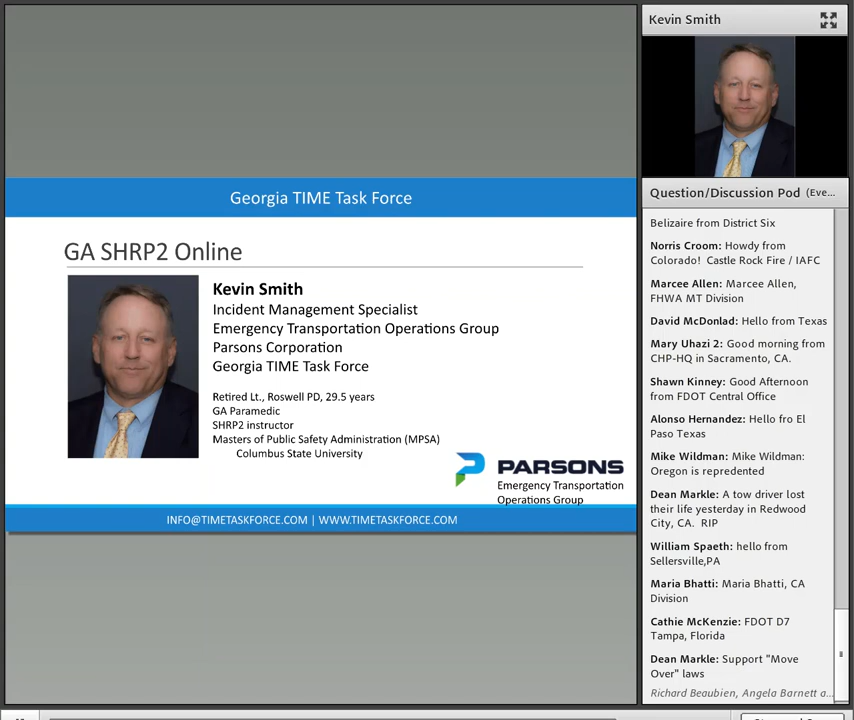 Georgia TIME Task Force
GA SHRP2 Online
Kevin Smith
Incident Management Specialist
Emergency Transportation Operations Group
Parsons Corporation
Georgia TIME Task Force
Retired Lt., Roswell PD, 29.5 years
GA Paramedic
SHRP2 instructor
Masters of Public Safety Administration (MPSA)
Columbus State University
PARSONS
Emergency Transportation
Operations Group
INFO@TIMETASKFORCE.COM | WWW.TIMETASKFORCE.COM
Kevin Smith
Question/Discussion Pod (Eve...
Belizaire from District Six
Norris Croom: Howdy from
Colorado! Castle Rock Fire / IAFC
Marcee Allen: Marcee Allen,
FHWA MT Division
David McDonlad: Hello from Texas
Mary Uhazi 2: Good morning from
CHP-HQ in Sacramento, CA.
Shawn Kinney: Good Afternoon
from FDOT Central Office
Alonso Hernandez: Hello fro El
Paso Texas
Mike Wildman: Mike Wildman:
Oregon is repredented
Dean Markle: A tow driver lost
their life yesterday in Redwood
City, CA. RIP
William Spaeth: hello from
Sellersville,PA
Maria Bhatti: Maria Bhatti, CA
Division
Cathie McKenzie: FDOT D7
Tampa, Florida
Dean Markle: Support "Move
Over" laws
Richard Beaubien, Angela Barnett a...